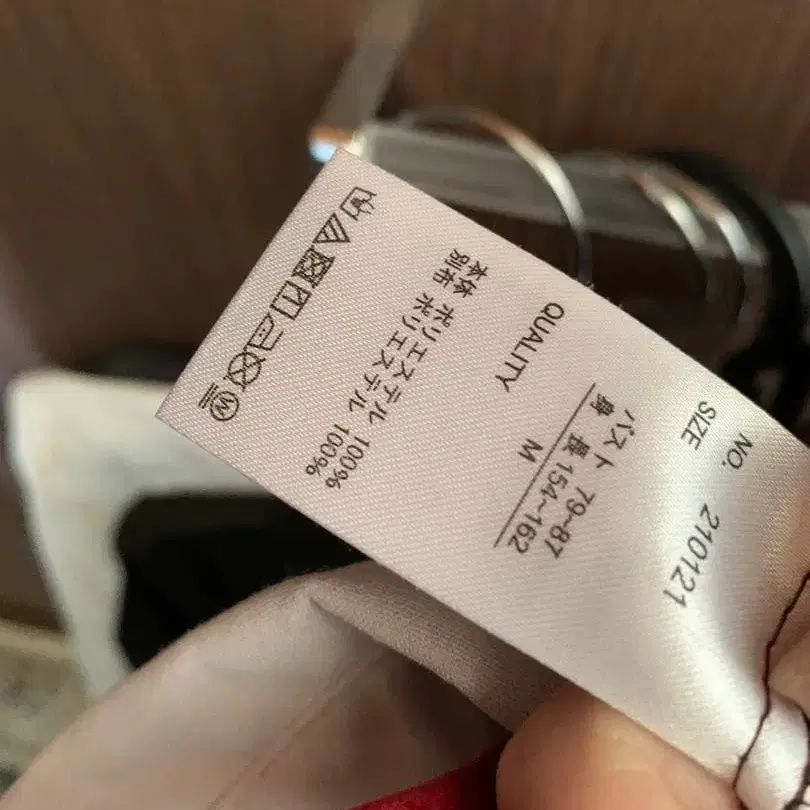 NO. 210121
SIZE
バスト 79~87
身 長 154~162
M
QUALITY
本体 ポリエステル 100%
別布 ポリエステル 100%
W